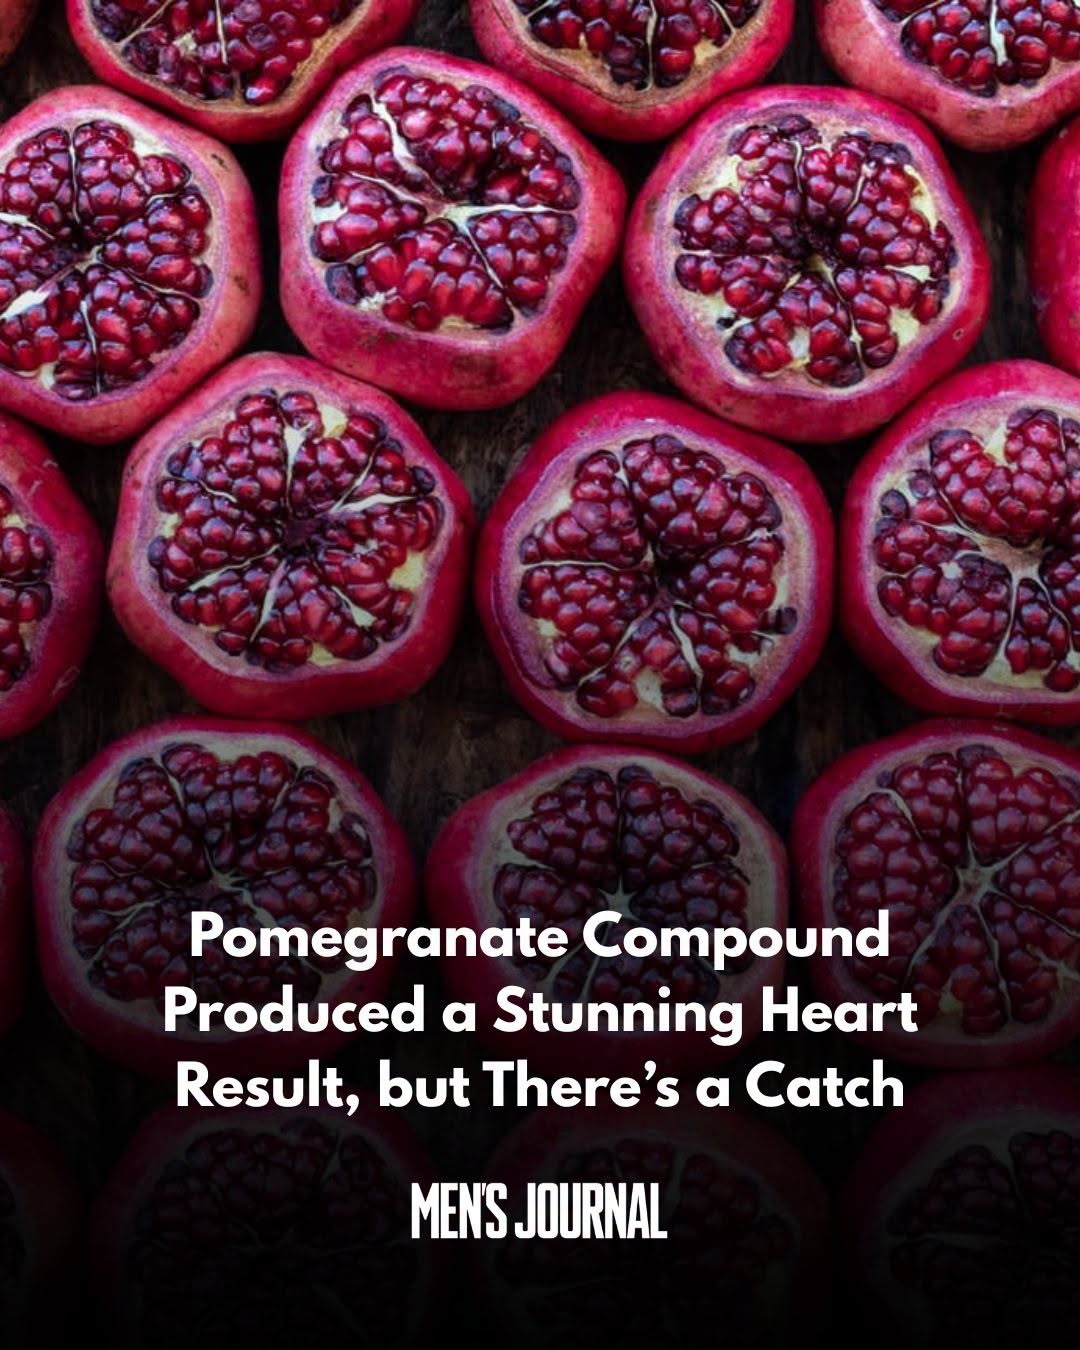 Pomegranate Compound
Produced a Stunning Heart
Result, but There’s a Catch
MEN'S JOURNAL